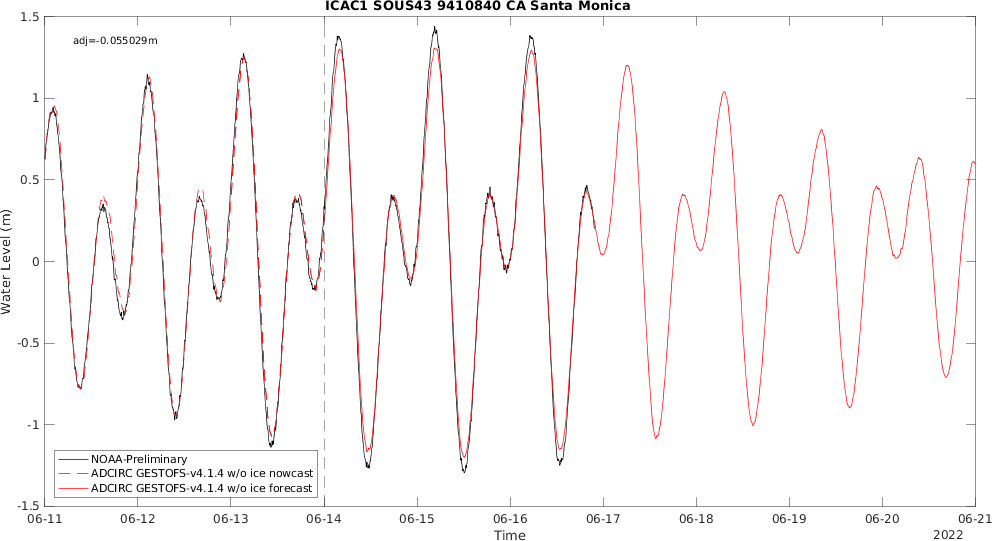 ICAC1 SOUS43 9410840 CA Santa Monica
adj=-0.055029m
1.5
1
0.5
0
-0.5
-1
-1.5
Water Level (m)
NOAA-Preliminary
ADCIRC GESTOFS-v4.1.4 w/o ice nowcast
ADCIRC GESTOFS-v4.1.4 w/o ice forecast
06-11 06-12 06-13 06-14 06-15 06-16 06-17 06-18 06-19 06-20 06-21
Time
2022